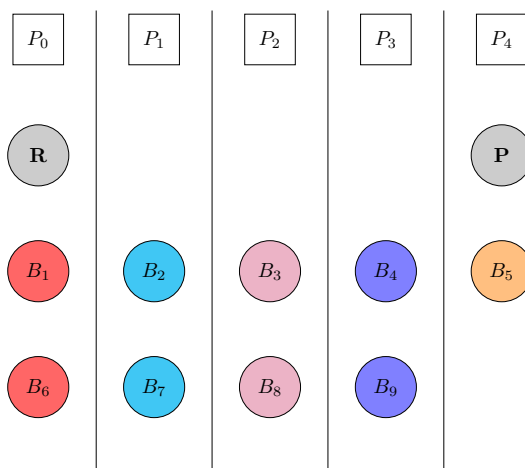 P₀ P₁ P₂ P₃ P₄
R P
B₁ B₂ B₃ B₄ B₅
B₆ B₇ B₈ B₉